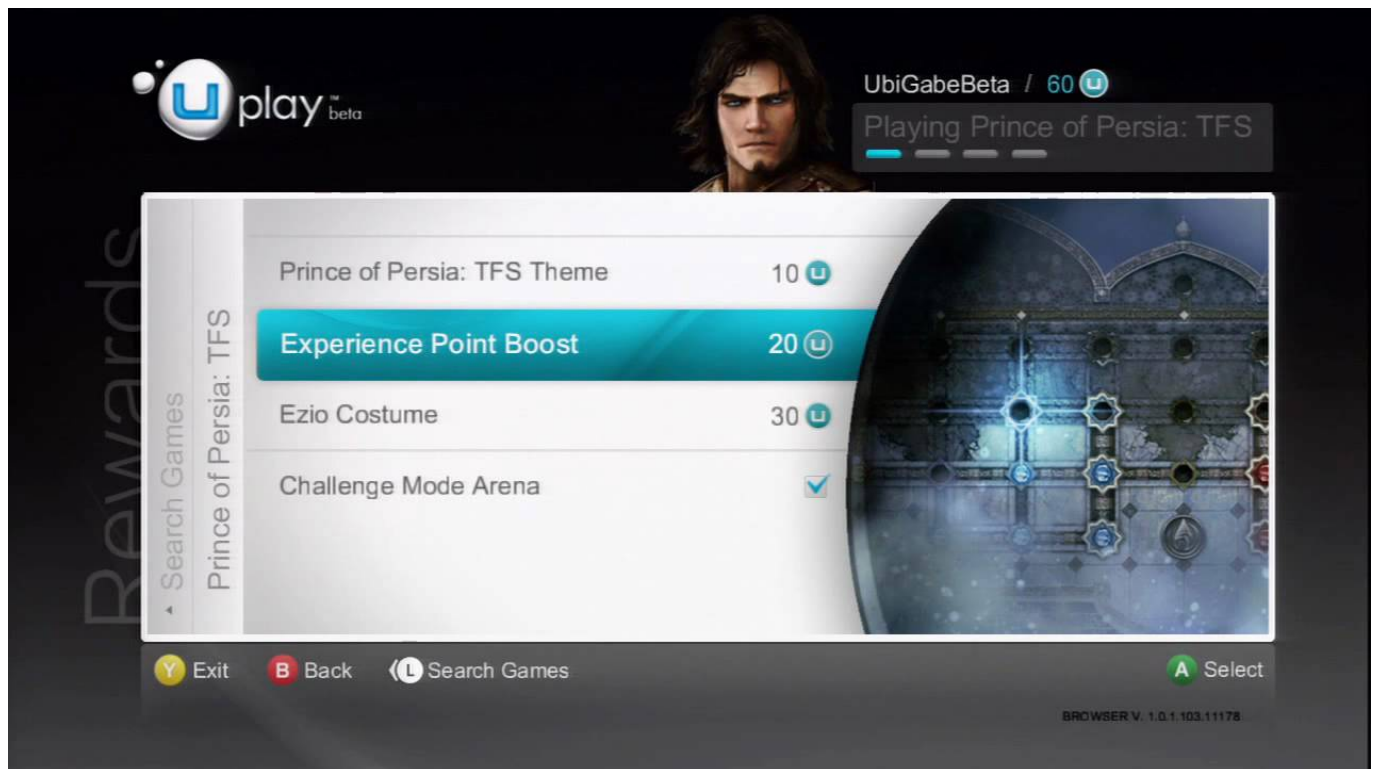 U play™ beta
UbiGabeBeta / 60 U
Playing Prince of Persia: TFS
Rewards
Search Games
Prince of Persia: TFS
Prince of Persia: TFS Theme 10 U
Experience Point Boost 20 U
Ezio Costume 30 U
Challenge Mode Arena
Y Exit B Back L Search Games A Select
BROWSER V. 1.0.1.103.11178